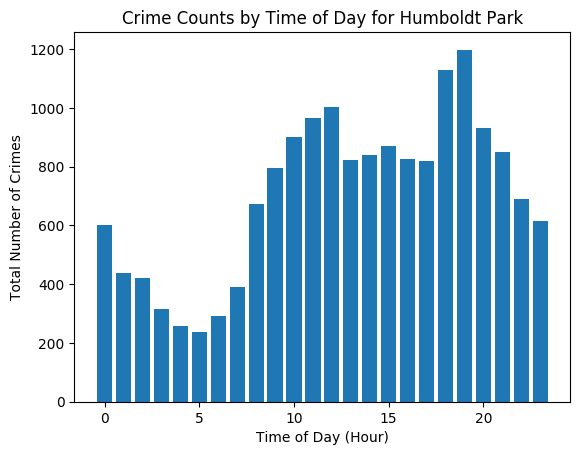 Crime Counts by Time of Day for Humboldt Park
1200
1000
800
600
400
200
0
Total Number of Crimes
0 5 10 15 20
Time of Day (Hour)